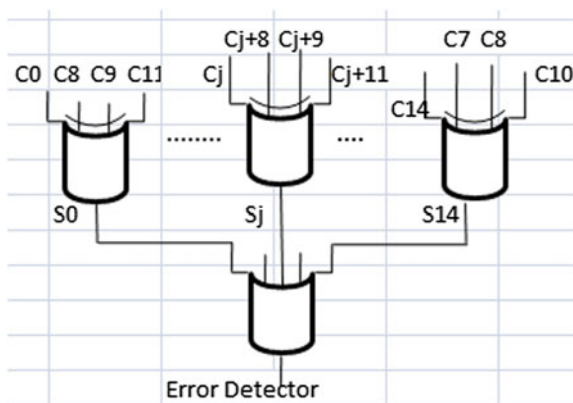 Cj+8 Cj+9 C7 C8
C0 C8 C9 C11 Cj Cj+11 C10
C14
S0 Sj S14
Error Detector